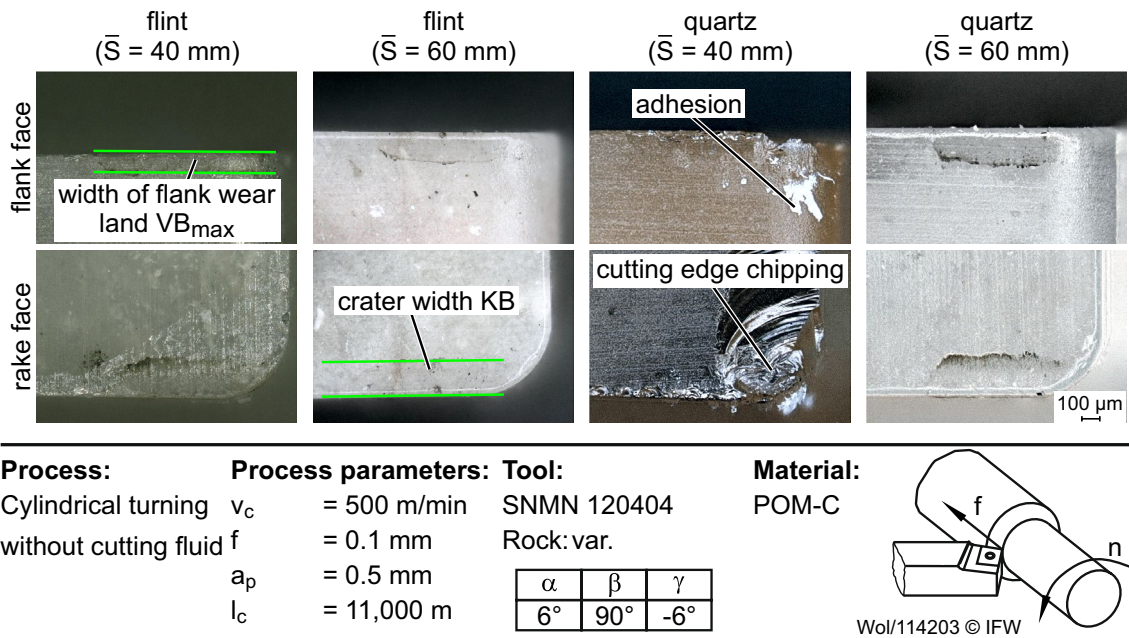 flint
(S̅ = 40 mm)
flint
(S̅ = 60 mm)
quartz
(S̅ = 40 mm)
quartz
(S̅ = 60 mm)
flank face
width of flank wear
land VBmax
adhesion
rake face
crater width KB
cutting edge chipping
100 µm
Process:
Cylindrical turning
without cutting fluid
Process parameters:
vc = 500 m/min
f = 0.1 mm
ap = 0.5 mm
lc = 11,000 m
Tool:
SNMN 120404
Rock: var.
α β γ
6° 90° -6°
Material:
POM-C
f
n
Wol/114203 © IFW